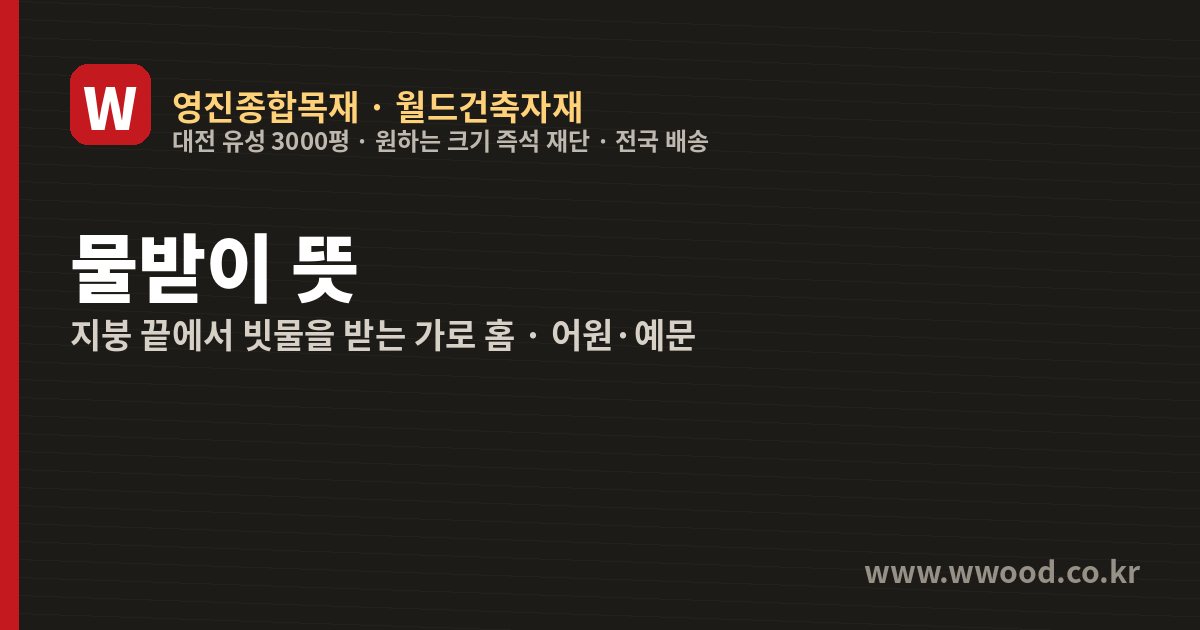 W
영진종합목재 · 월드건축자재
대전 유성 3000평 · 원하는 크기 즉석 재단 · 전국 배송
물받이 뜻
지붕 끝에서 빗물을 받는 가로 홈 · 어원·예문
www.wwood.co.kr